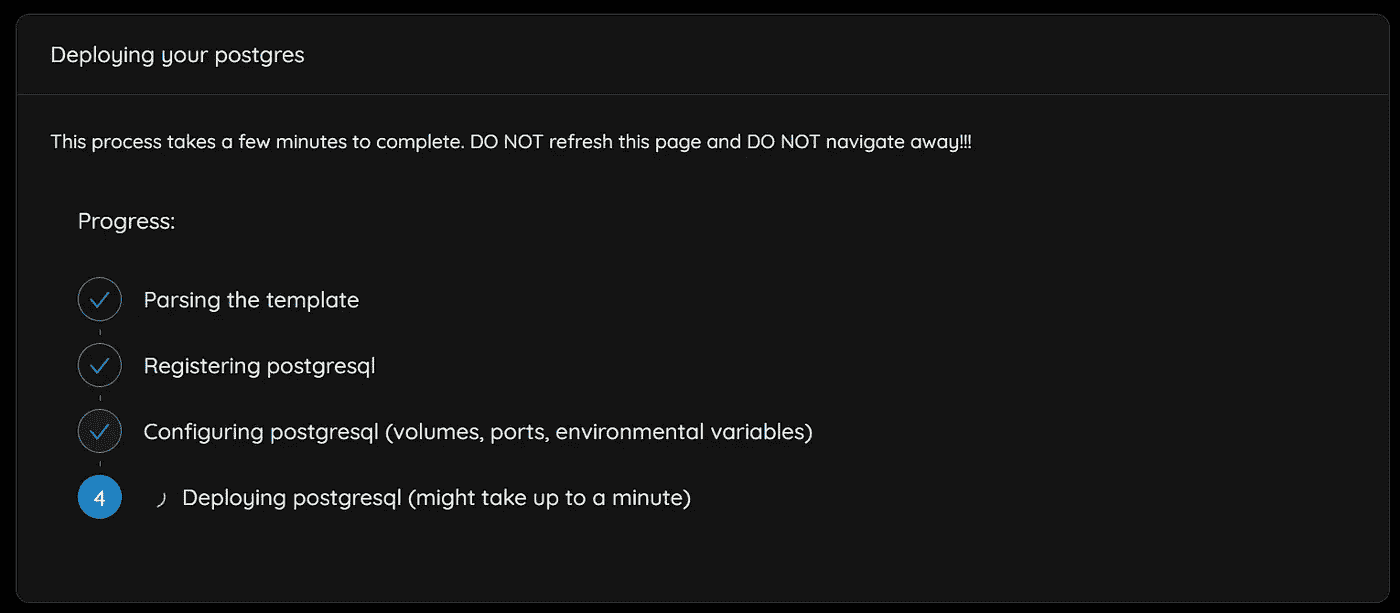 Deploying your postgres
This process takes a few minutes to complete. DO NOT refresh this page and DO NOT navigate away!!!
Progress:
Parsing the template
Registering postgresql
Configuring postgresql (volumes, ports, environmental variables)
4 Deploying postgresql (might take up to a minute)